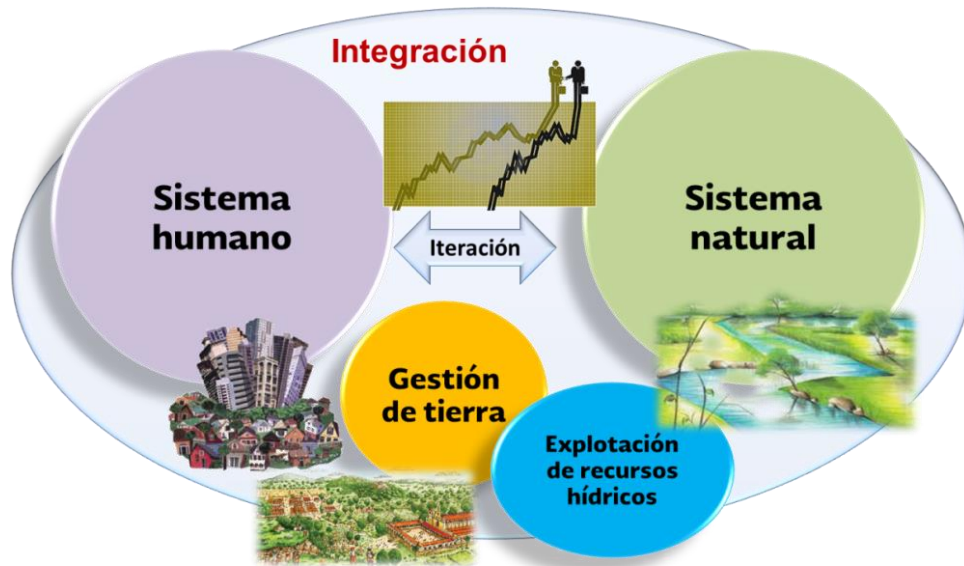 Integración
Sistema
humano
Iteración
Sistema
natural
Gestión
de tierra
Explotación
de recursos
hídricos